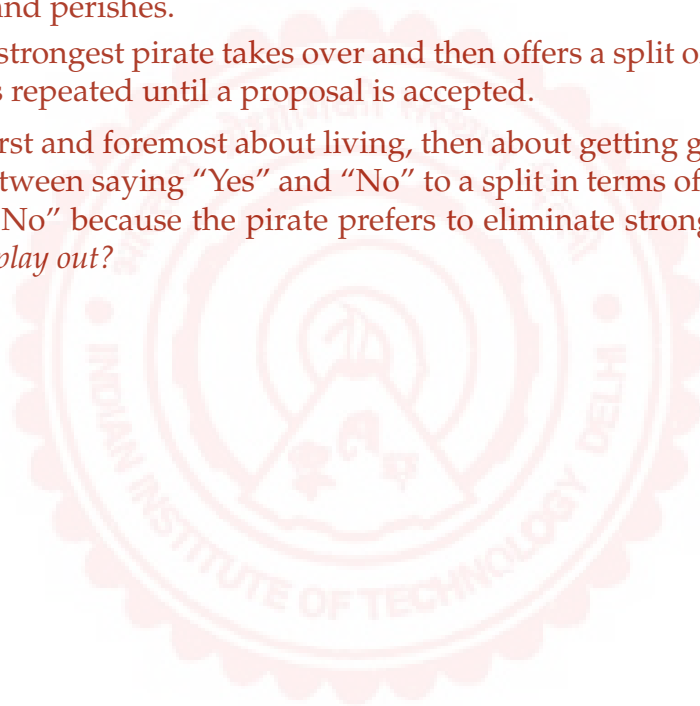 and perishes.
strongest pirate takes over and then offers a split o
s repeated until a proposal is accepted.
rst and foremost about living, then about getting g
tween saying “Yes” and “No” to a split in terms of
No” because the pirate prefers to eliminate strong
play out?
INDIAN INSTITUTE OF TECHNOLOGY DELHI